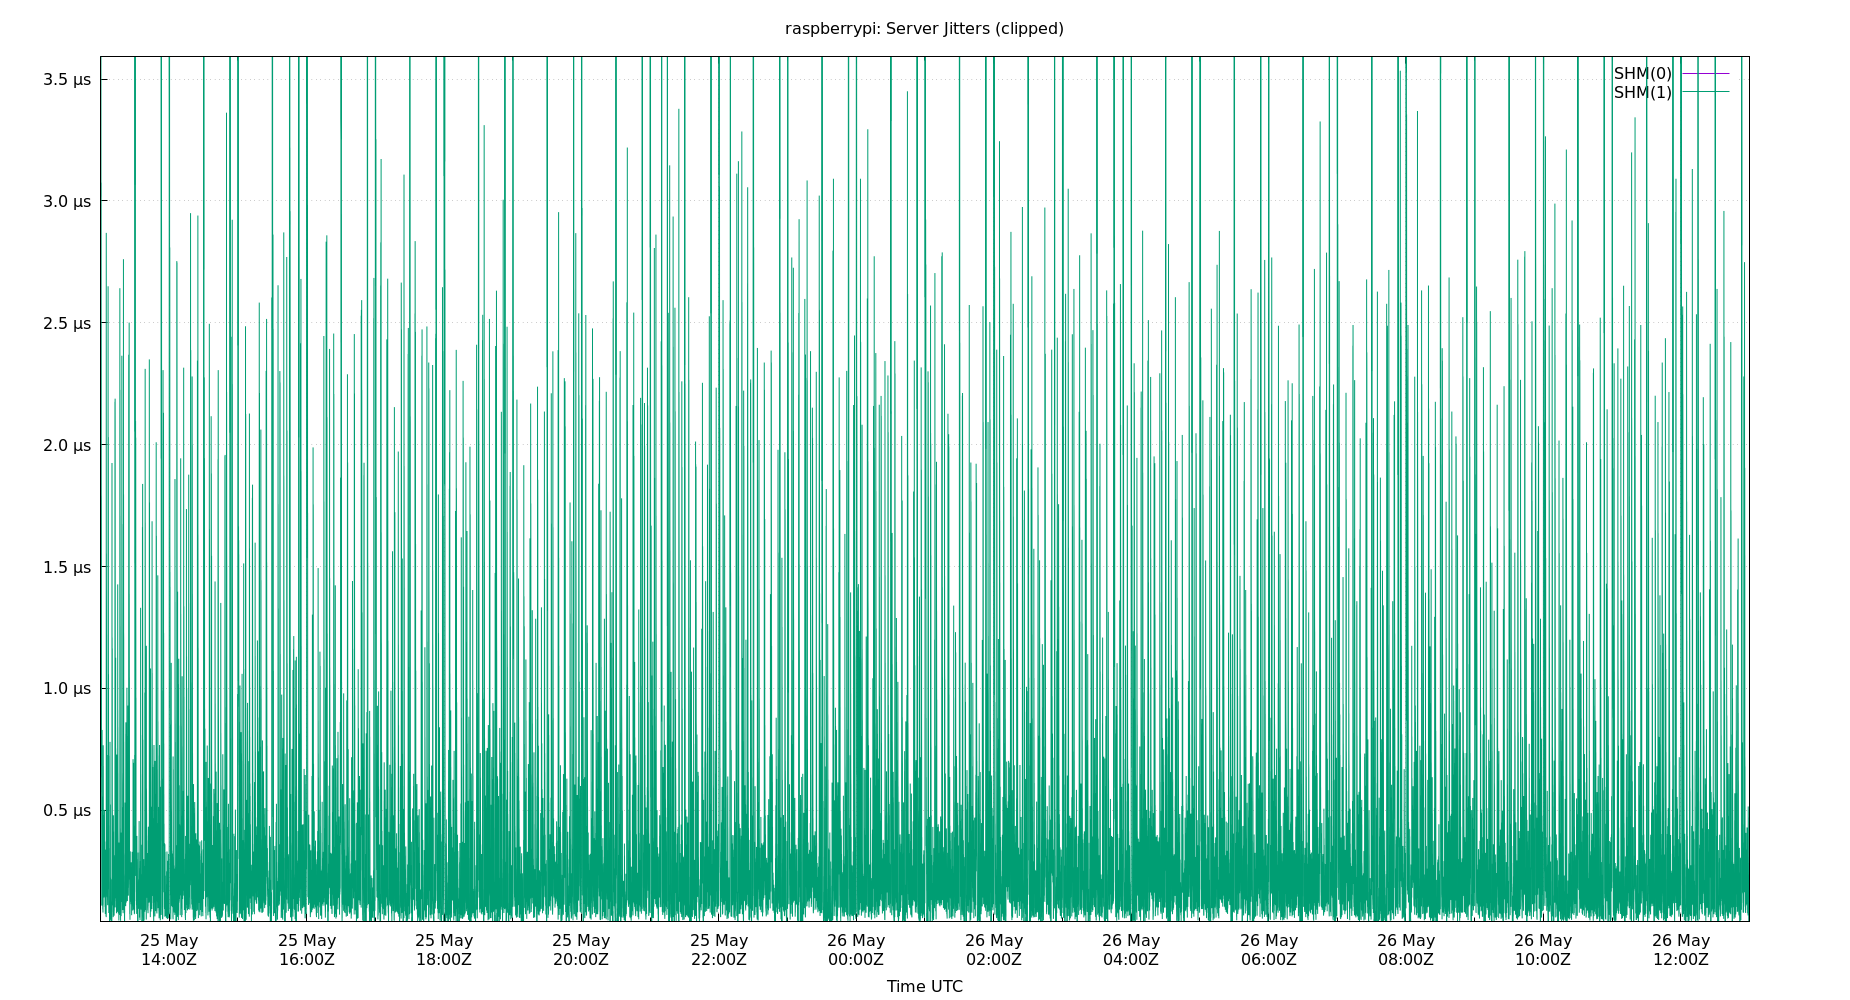 raspberrypi: Server Jitters (clipped)
SHM(0)
SHM(1)
3.5 µs
3.0 µs
2.5 µs
2.0 µs
1.5 µs
1.0 µs
0.5 µs
25 May 25 May 25 May 25 May 25 May 26 May 26 May 26 May 26 May 26 May 26 May 26 May
14:00Z 16:00Z 18:00Z 20:00Z 22:00Z 00:00Z 02:00Z 04:00Z 06:00Z 08:00Z 10:00Z 12:00Z
Time UTC